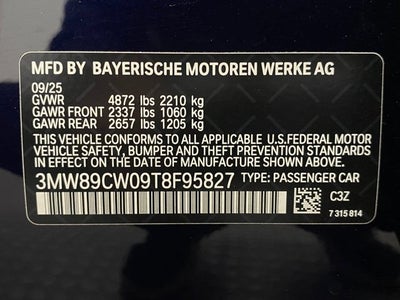 MFD BY BAYERISCHE MOTOREN WERKE AG
09/25
GVWR 4872 lbs 2210 kg
GAWR FRONT 2337 lbs 1060 kg
GAWR REAR 2657 lbs 1205 kg
THIS VEHICLE CONFORMS TO ALL APPLICABLE U.S.FEDERAL MOTOR
VEHICLE SAFETY, BUMPER AND THEFT PREVENTION STANDARDS
IN EFFECT ON THE DATE OF MANUFACTURE SHOWN ABOVE.
3MW89CW09T8F95827 TYPE: PASSENGER CAR
C3Z
7 315 814